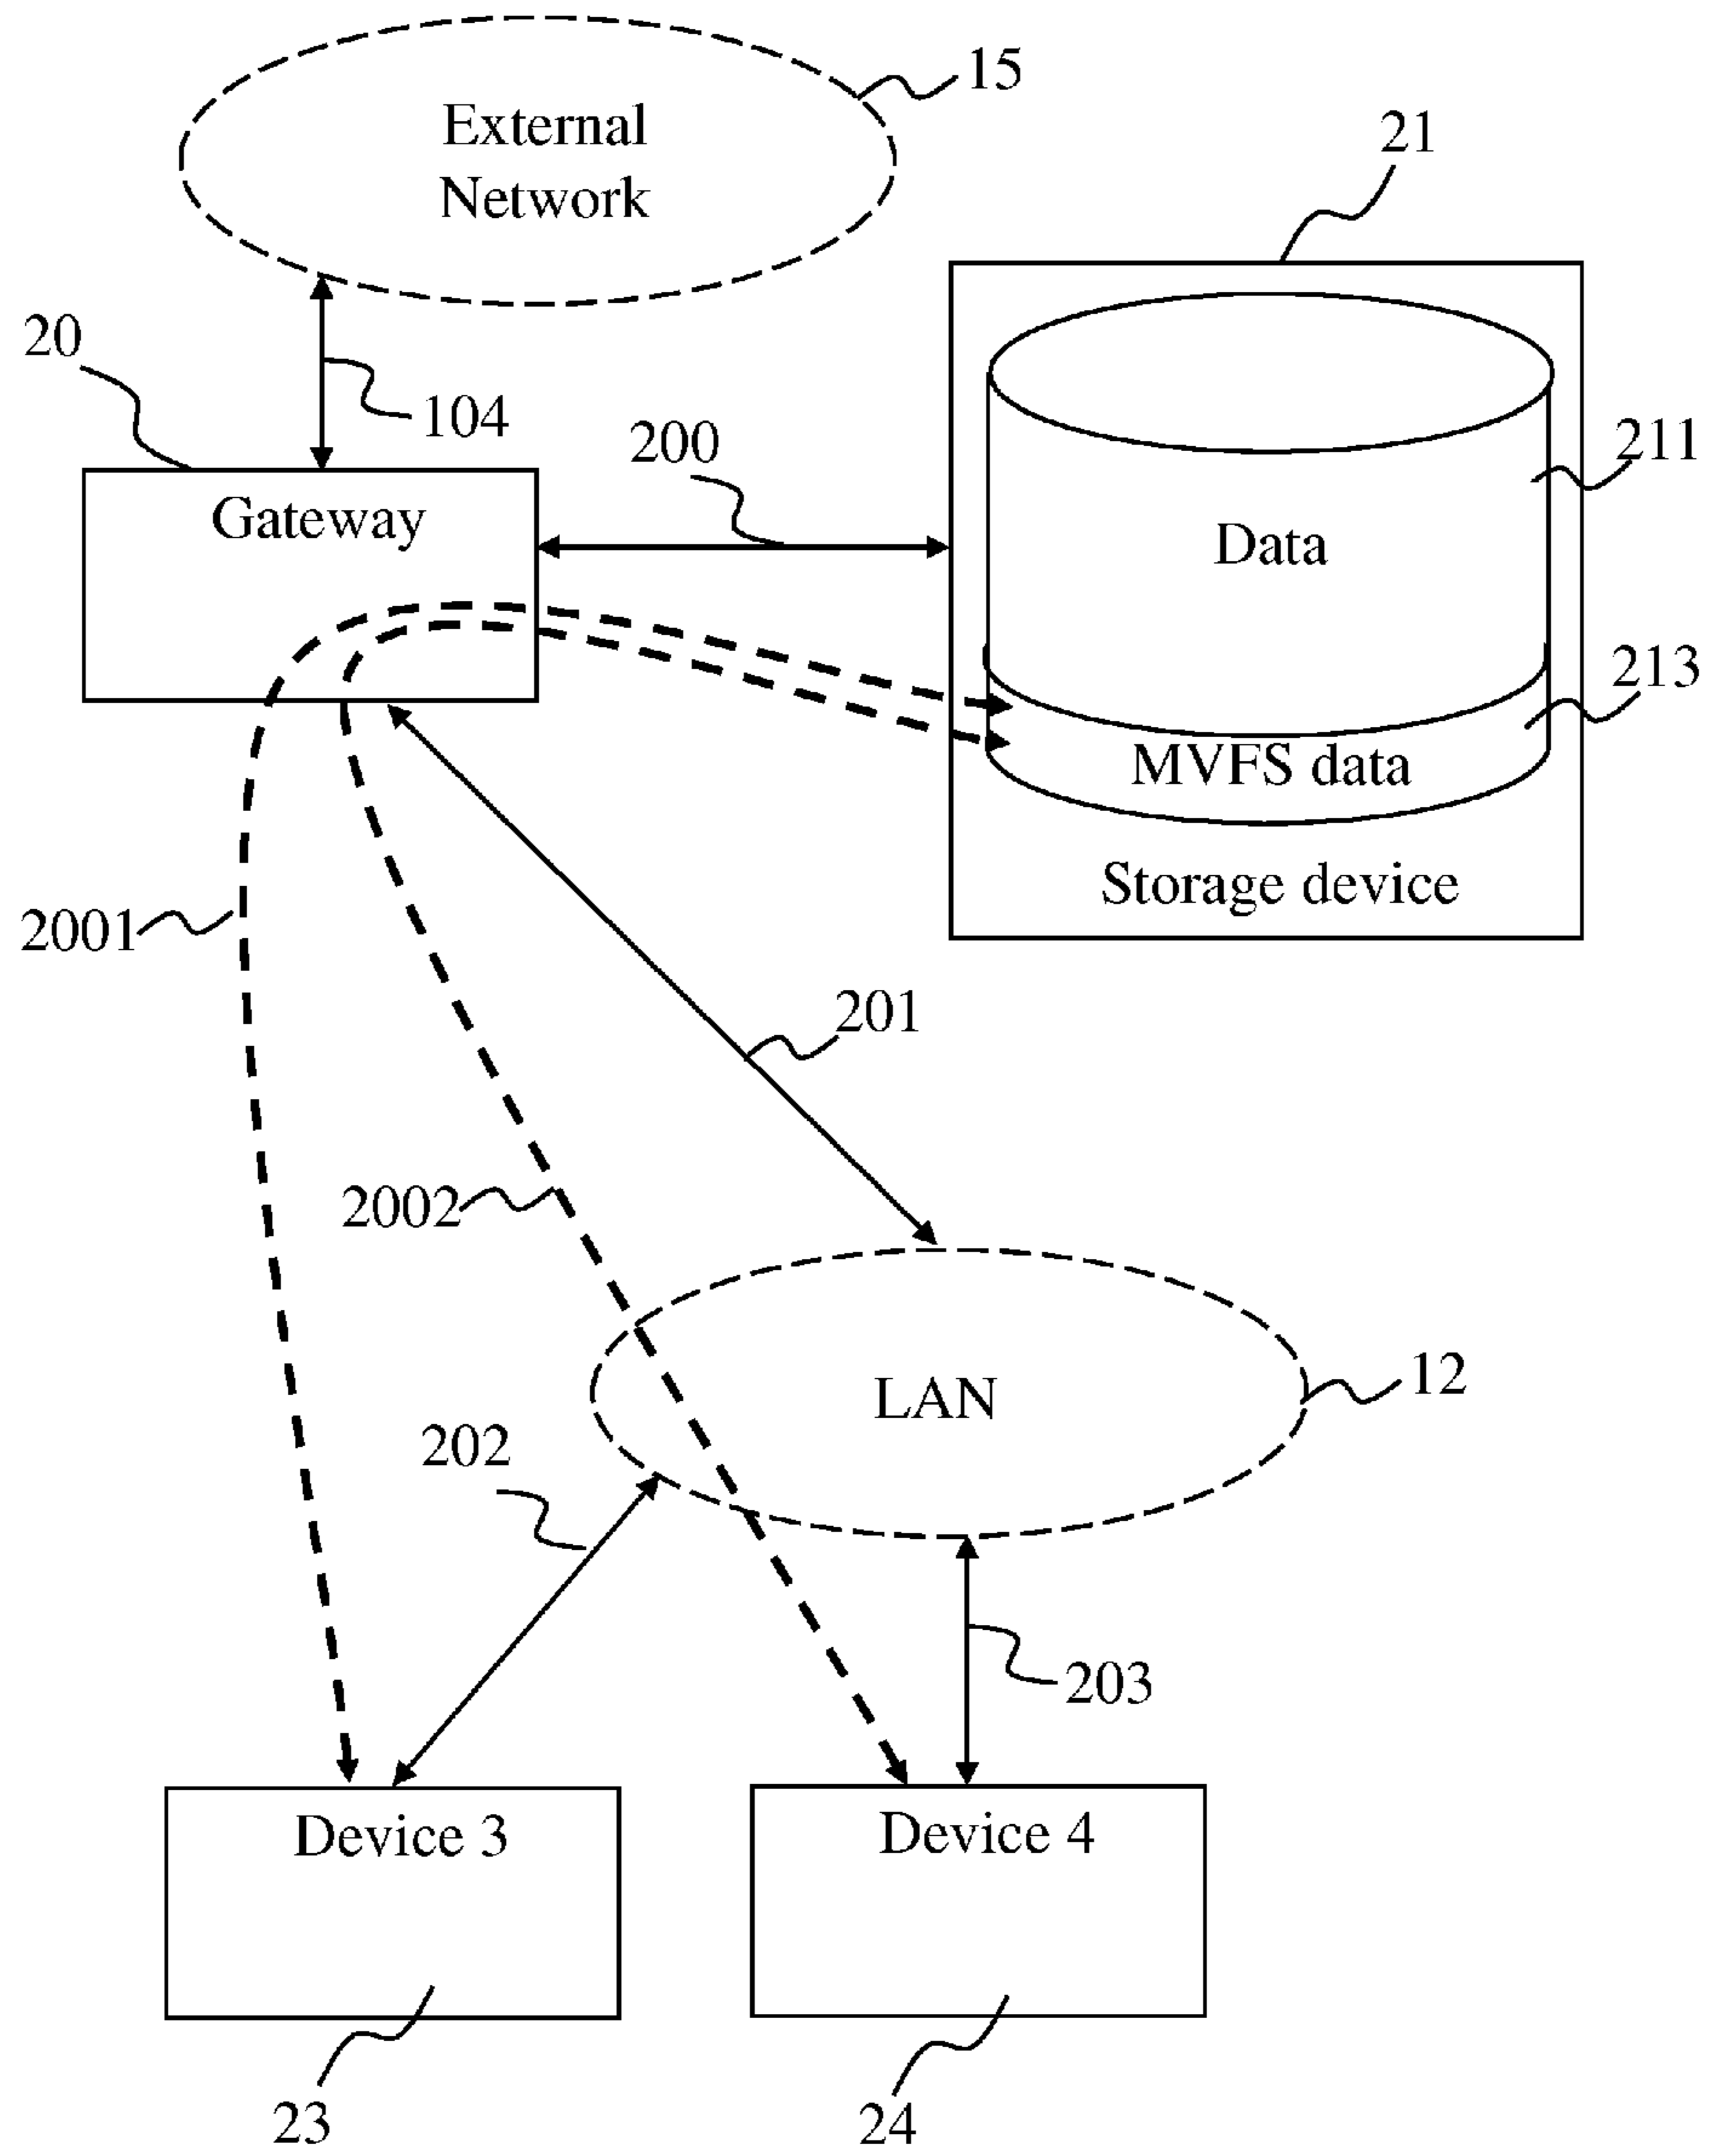 15
External
Network
21
20
104
200
211
Gateway
Data
213
MVFS data
Storage device
2001
201
2002
12
LAN
202
203
Device 3
Device 4
23
24